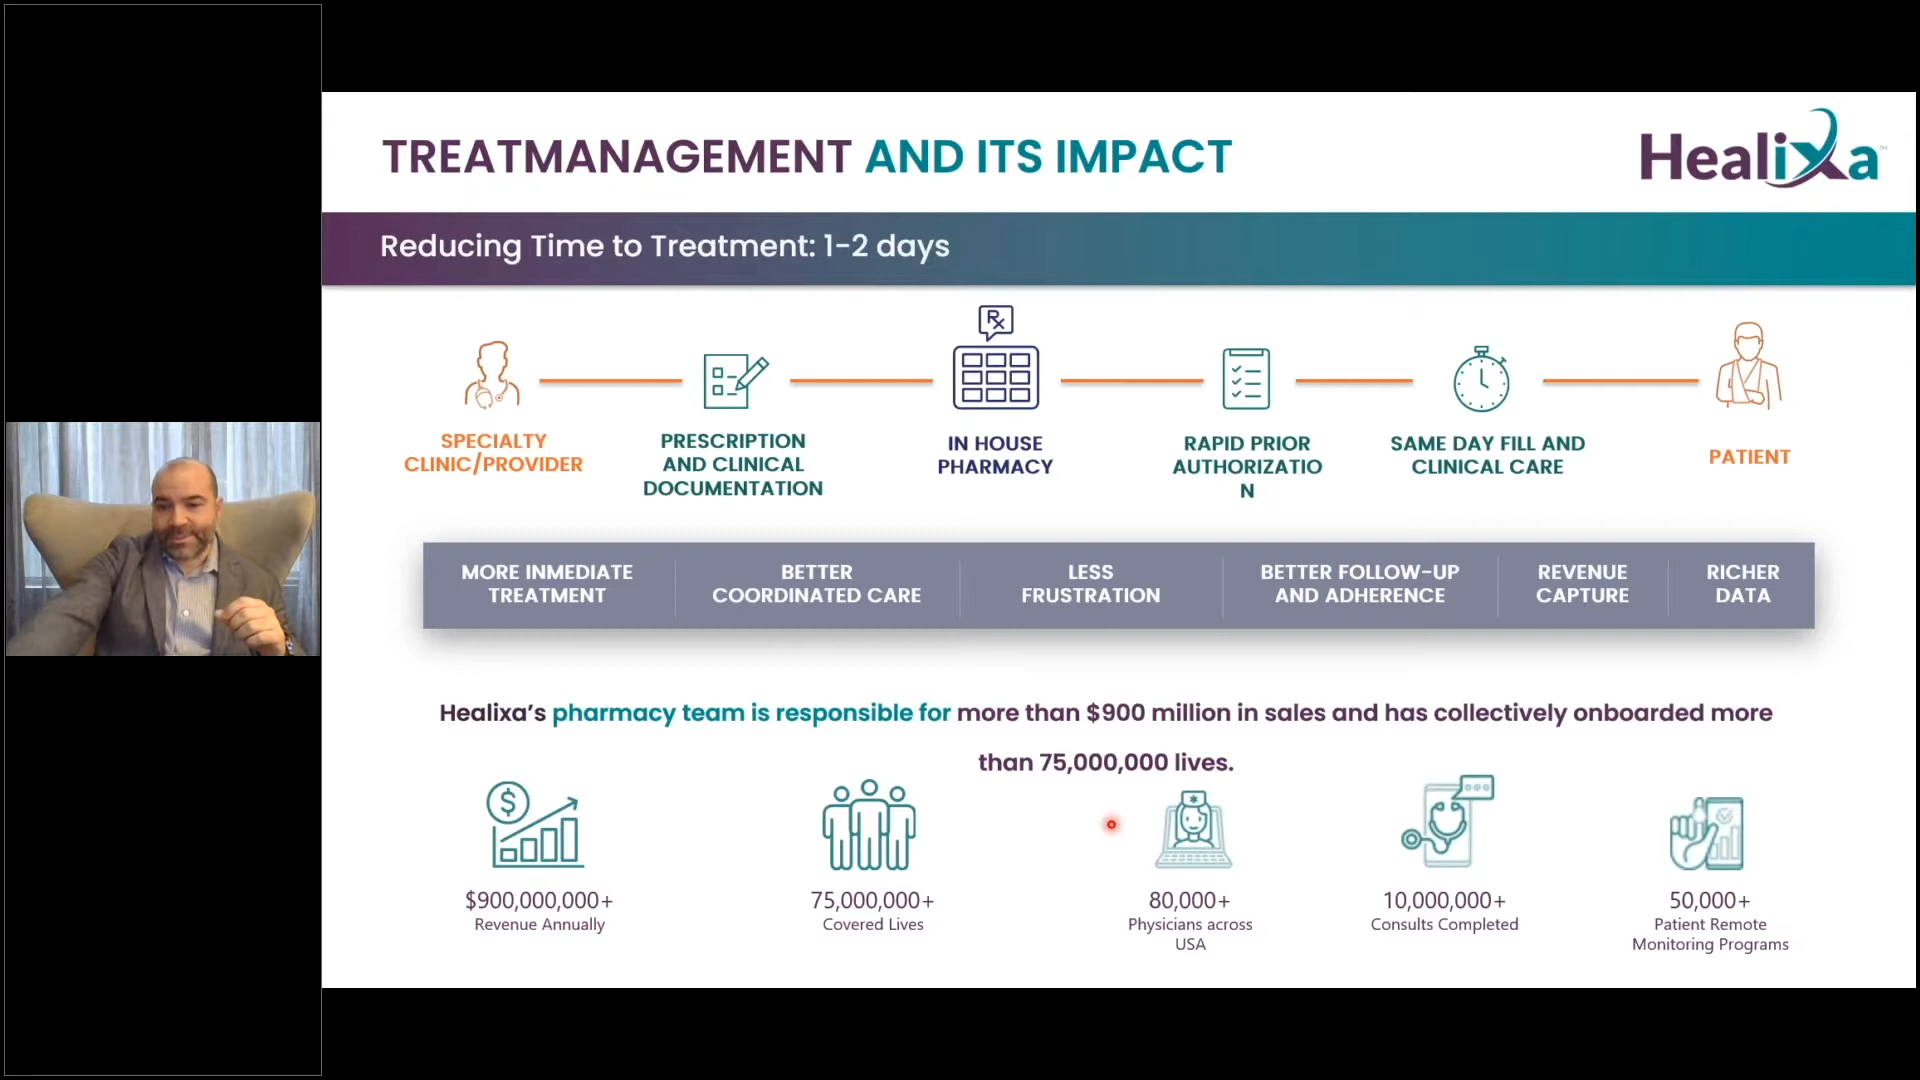 TREATMANAGEMENT AND ITS IMPACT
Healixa™
Reducing Time to Treatment: 1-2 days
Rx
SPECIALTY
CLINIC/PROVIDER
PRESCRIPTION
AND CLINICAL
DOCUMENTATION
IN HOUSE
PHARMACY
RAPID PRIOR
AUTHORIZATIO
N
SAME DAY FILL AND
CLINICAL CARE
PATIENT
MORE INMEDIATE
TREATMENT
BETTER
COORDINATED CARE
LESS
FRUSTRATION
BETTER FOLLOW-UP
AND ADHERENCE
REVENUE
CAPTURE
RICHER
DATA
Healixa's pharmacy team is responsible for more than $900 million in sales and has collectively onboarded more
than 75,000,000 lives.
$
$900,000,000+
Revenue Annually
75,000,000+
Covered Lives
80,000+
Physicians across
USA
10,000,000+
Consults Completed
50,000+
Patient Remote
Monitoring Programs